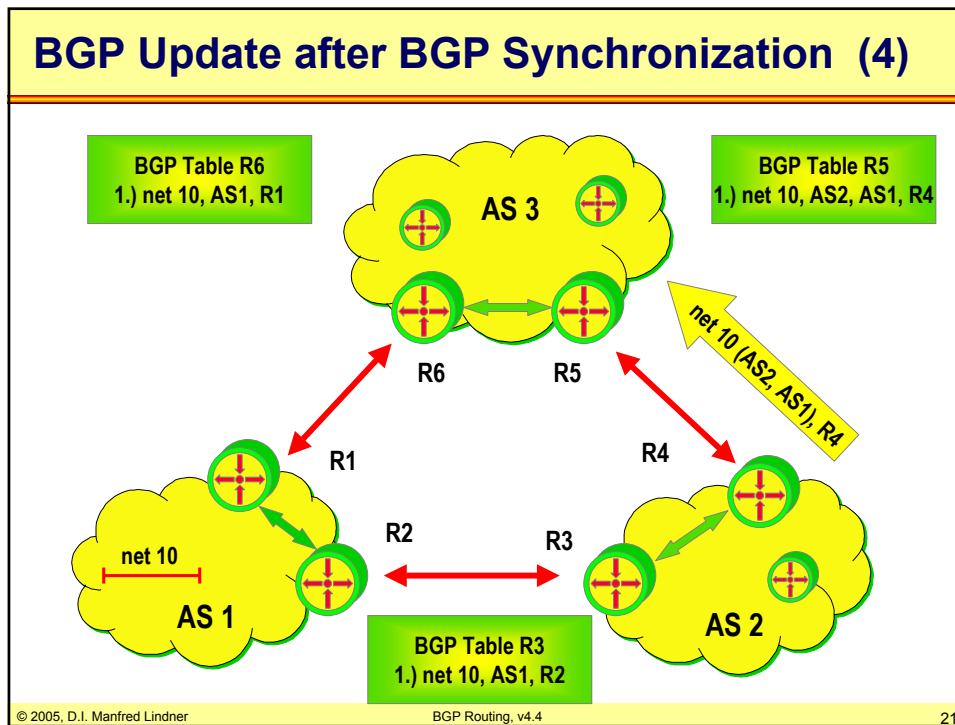 BGP Update after BGP Synchronization (4)
BGP Table R6
1.) net 10, AS1, R1
AS 3
BGP Table R5
1.) net 10, AS2, AS1, R4
net 10 (AS2, AS1), R4
R6
R5
R1
R4
R2
R3
net 10
AS 1
AS 2
BGP Table R3
1.) net 10, AS1, R2
© 2005, D.I. Manfred Lindner
BGP Routing, v4.4
21